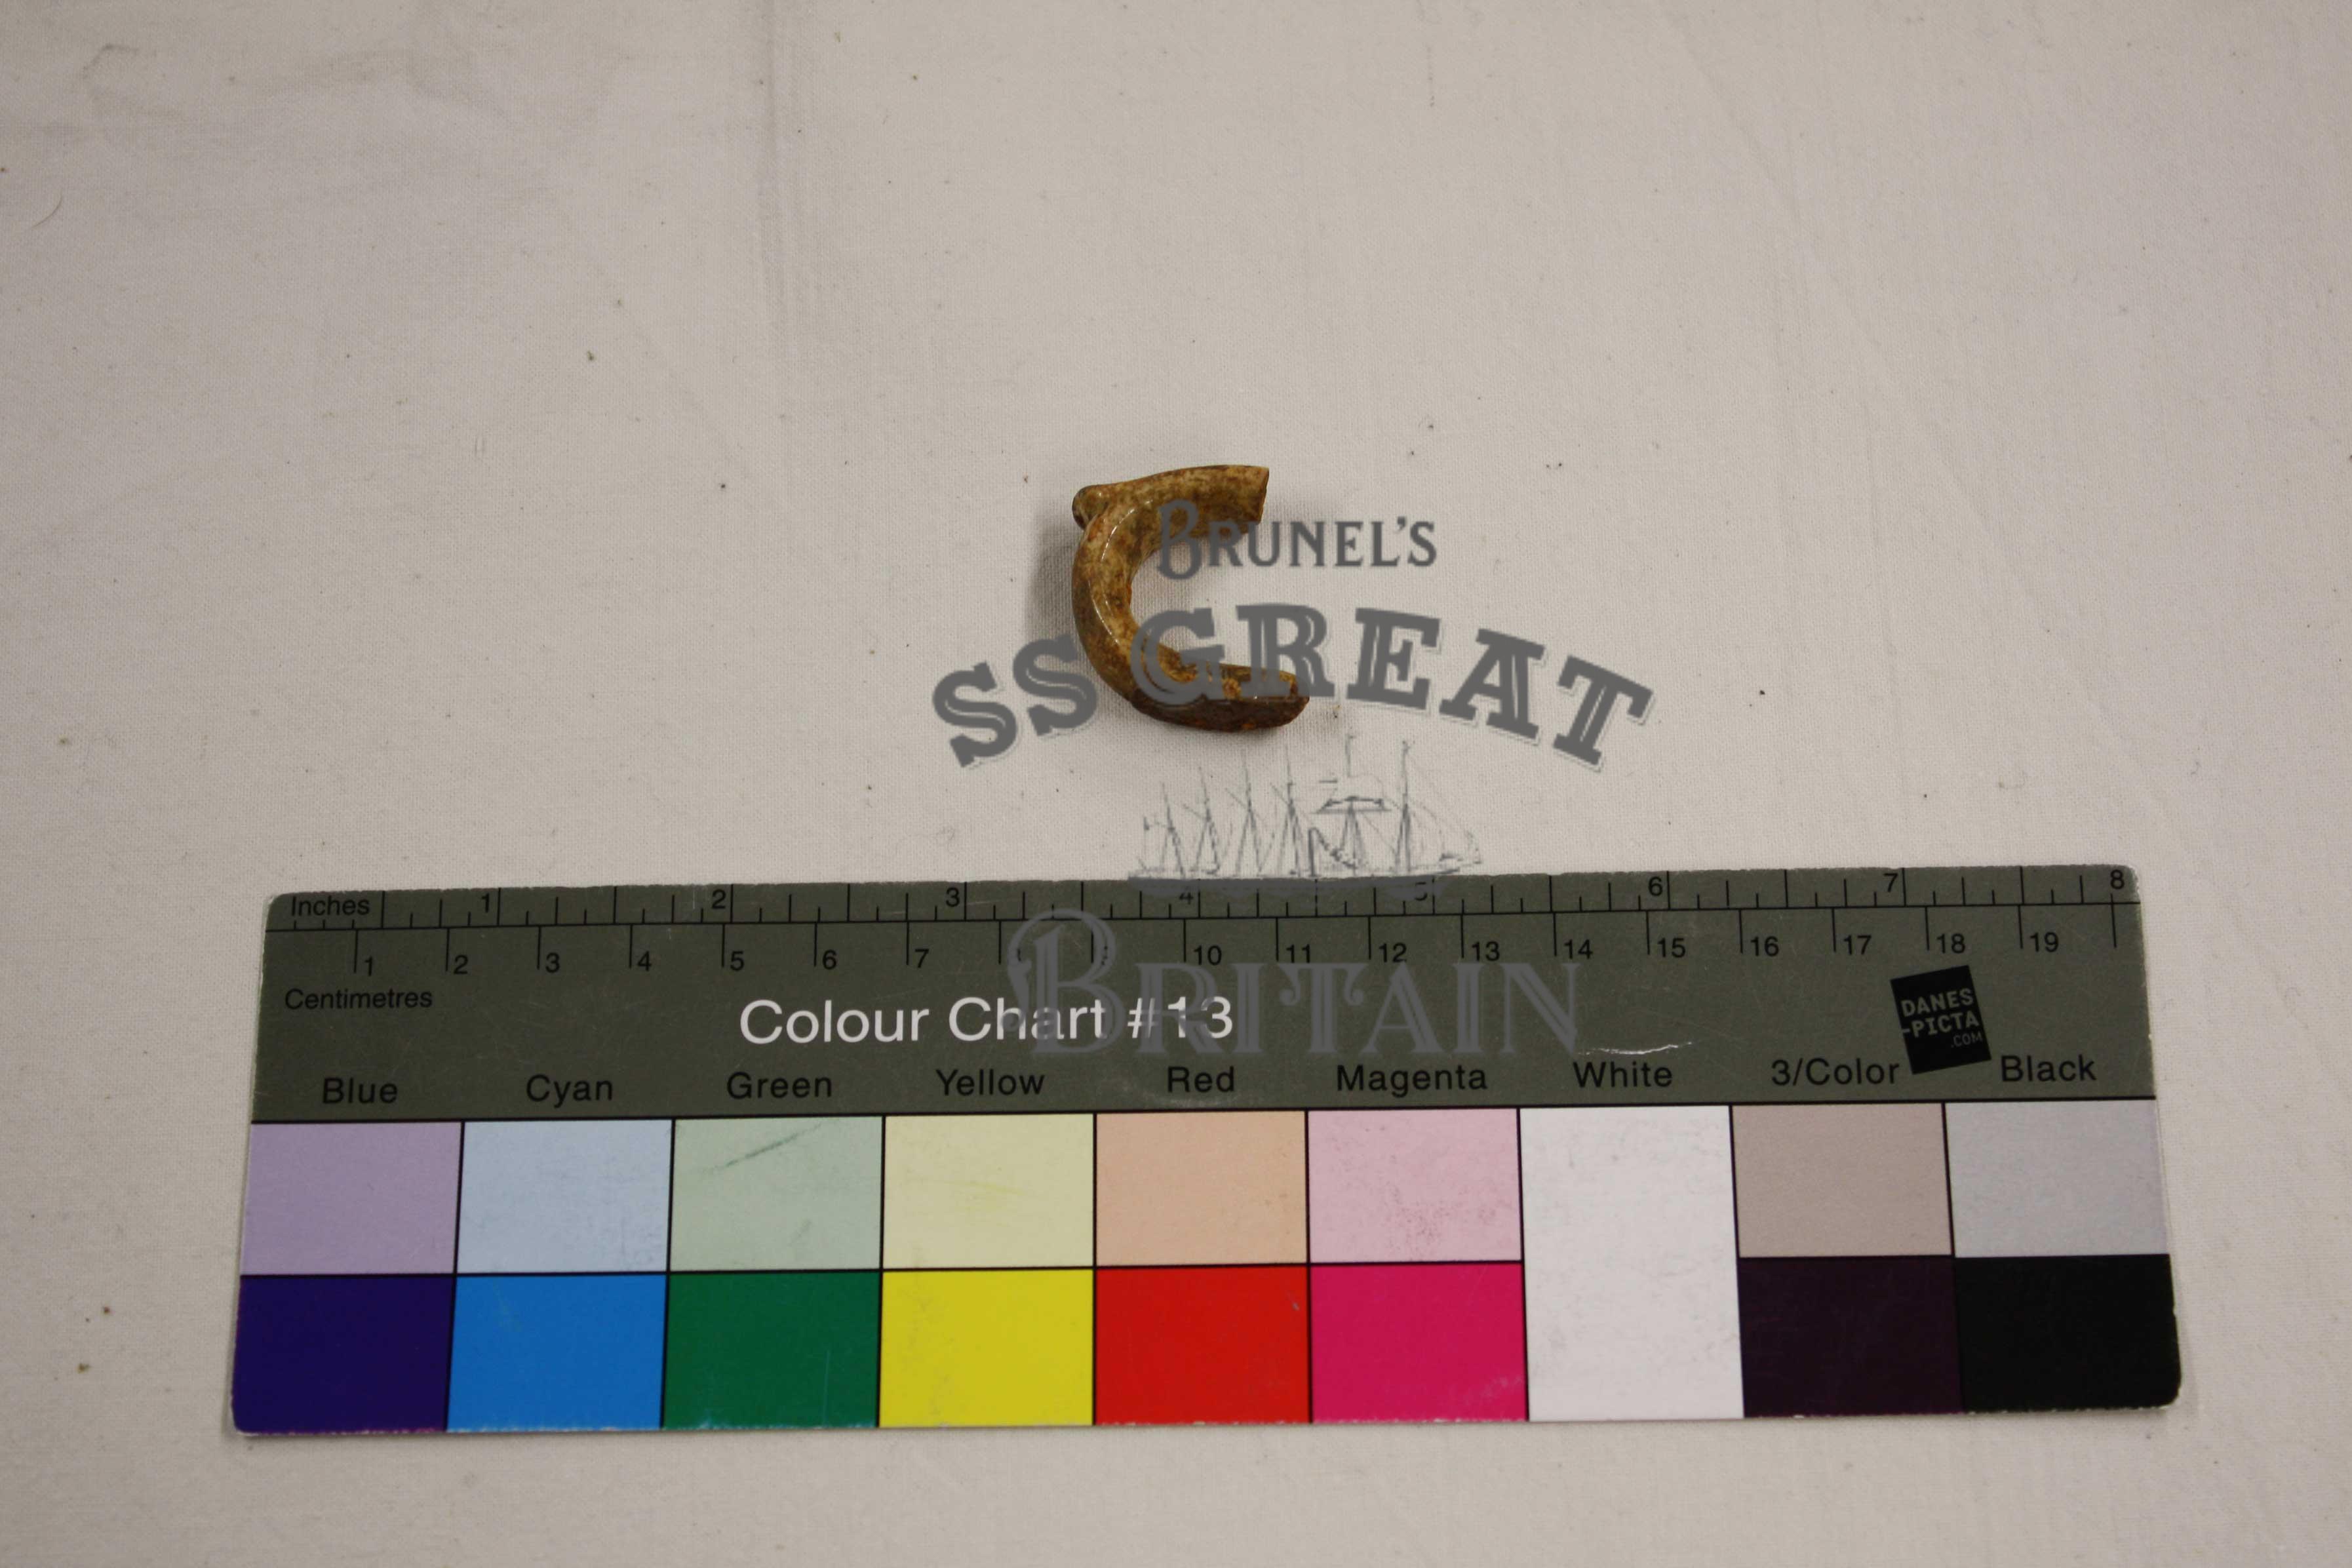 BRUNEL'S
SS GREAT
BRITAIN
Inches 1 2 3 4 5 6 7 8
1 2 3 4 5 6 7 8 9 10 11 12 13 14 15 16 17 18 19
Centimetres
Colour Chart #13
DANES
-PICTA
.COM
Blue Cyan Green Yellow Red Magenta White 3/Color Black